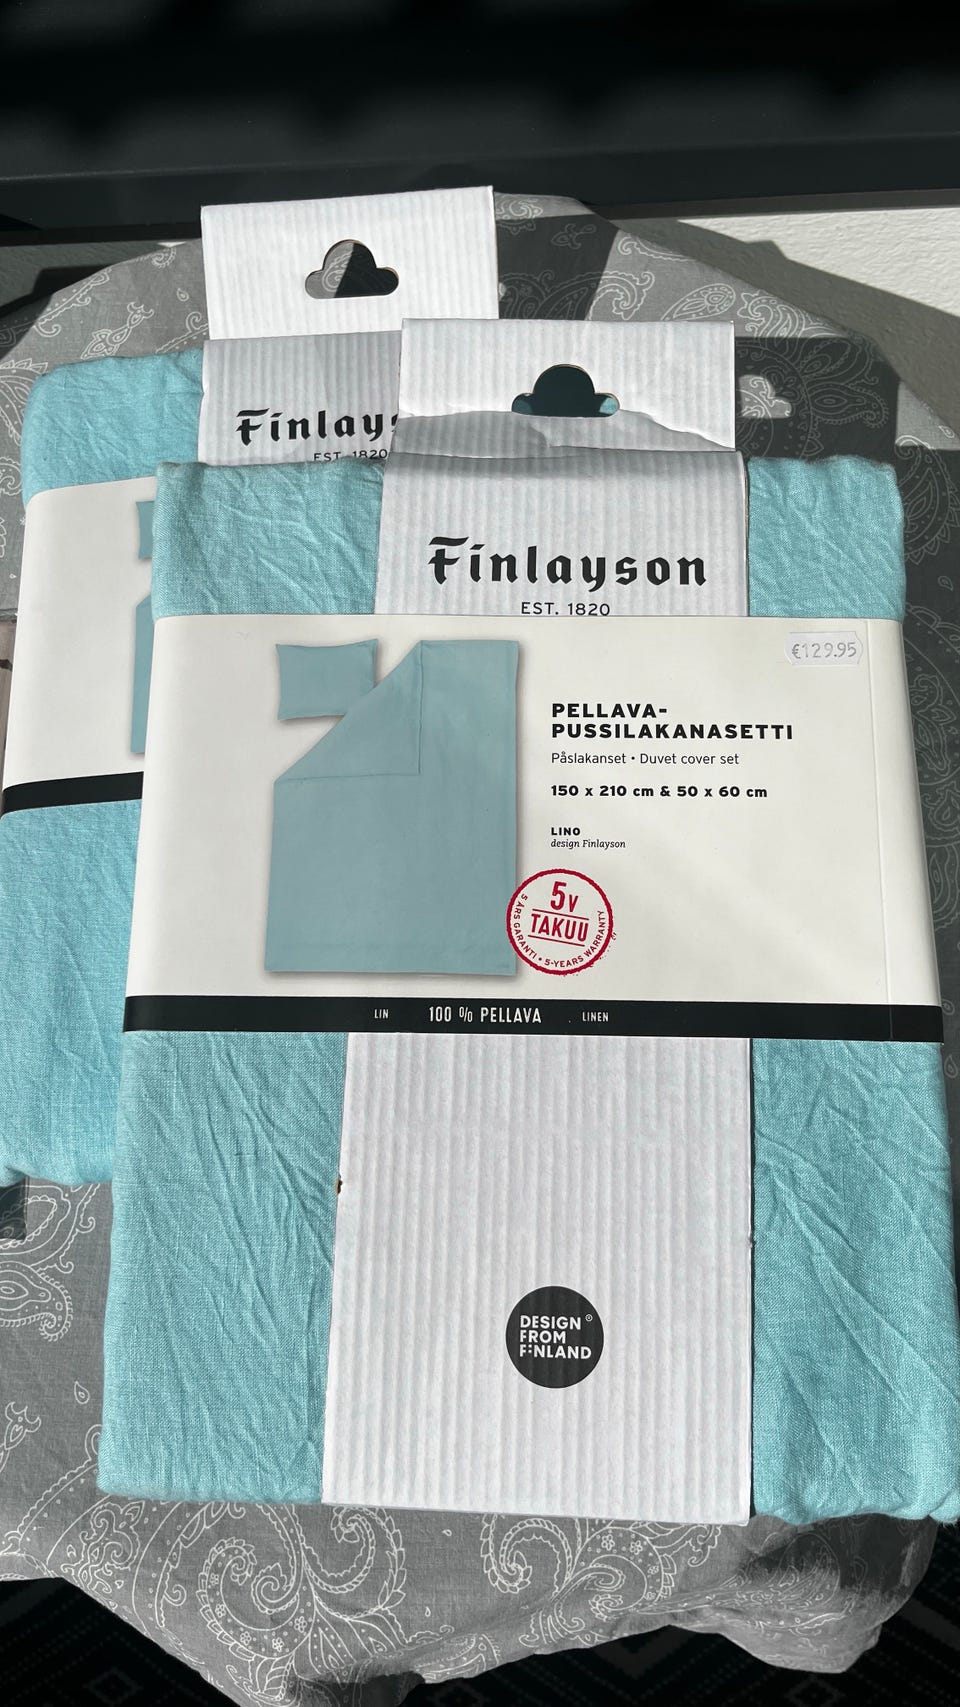 Finlays
EST. 1820
Finlayson
EST. 1820
€129.95
PELLAVA-
PUSSILAKANASETTI
Påslakanset • Duvet cover set
150 x 210 cm & 50 x 60 cm
LINO
design Finlayson
5V
TAKUU
5 ÅRS GARANTI • 5-YEARS WARRANTY
LIN 100 % PELLAVA LINEN
DESIGN ®
FROM
FINLAND